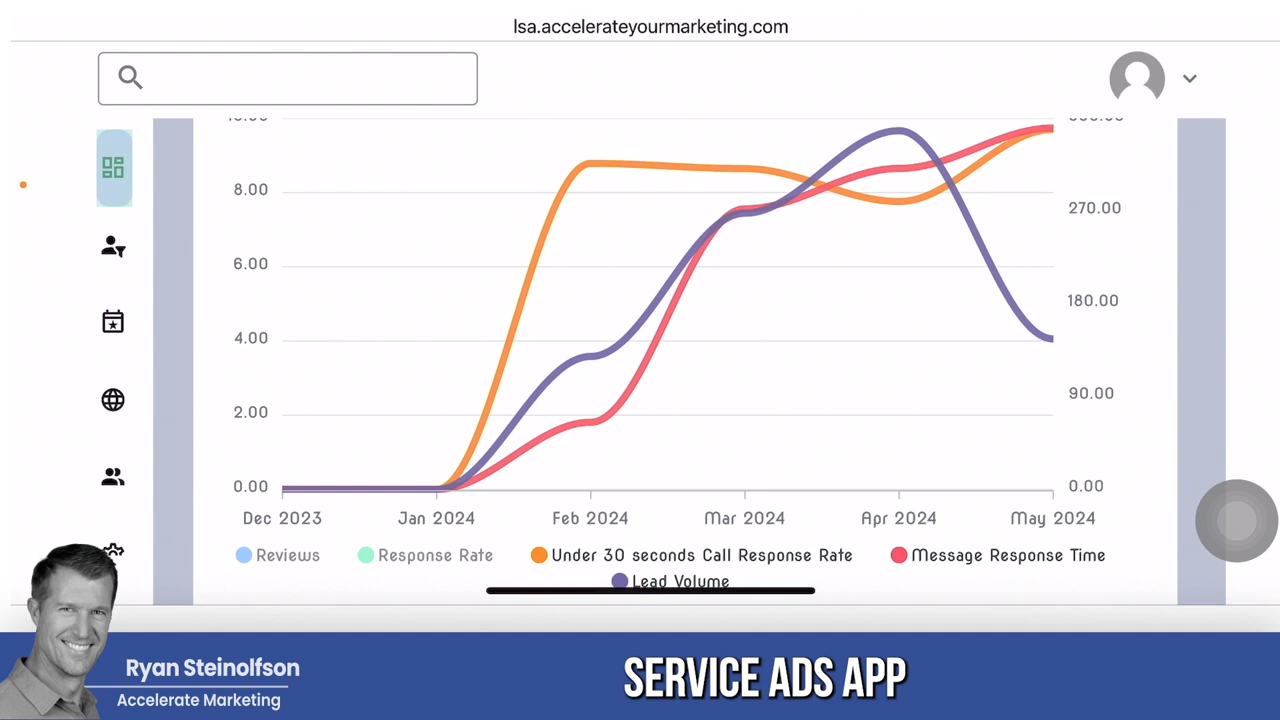 lsa.accelerateyourmarketing.com
8.00
6.00
4.00
2.00
0.00
270.00
180.00
90.00
0.00
Dec 2023 Jan 2024 Feb 2024 Mar 2024 Apr 2024 May 2024
Reviews Response Rate Under 30 seconds Call Response Rate Message Response Time
Lead Volume
Ryan Steinolfson
Accelerate Marketing
SERVICE ADS APP